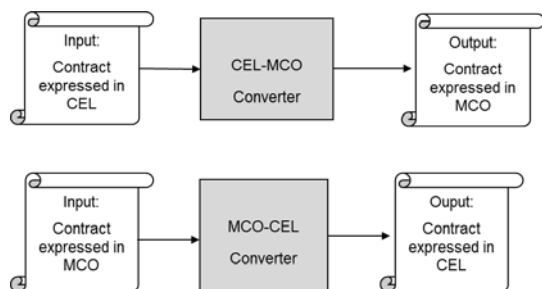 Input:
Contract
expressed in
CEL
CEL-MCO
Converter
Output:
Contract
expressed in
MCO
Input:
Contract
expressed in
MCO
MCO-CEL
Converter
Ouput:
Contract
expressed in
CEL